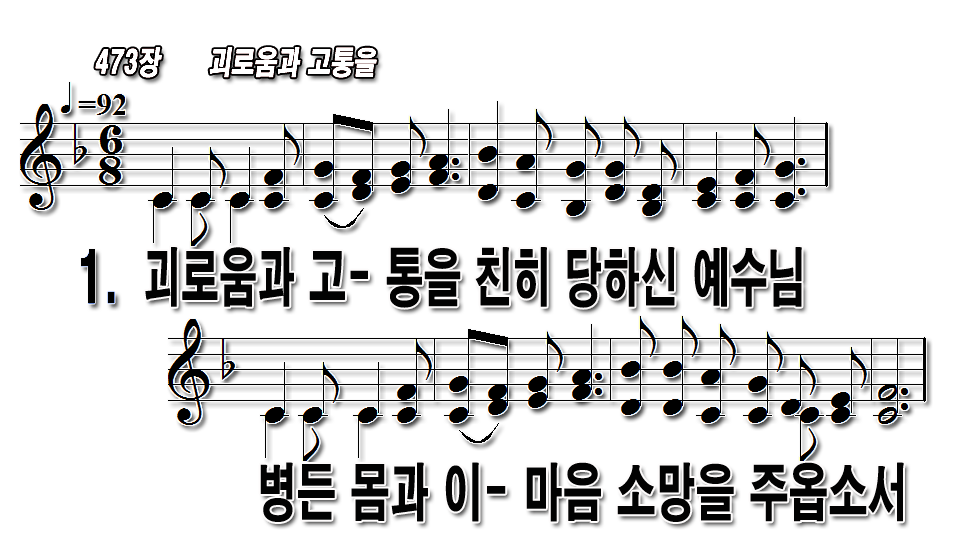 473장 괴로움과 고통을
♩=92
6
8
1. 괴로움과 고- 통을 친히 당하신 예수님
병든 몸과 이- 마음 소망을 주옵소서